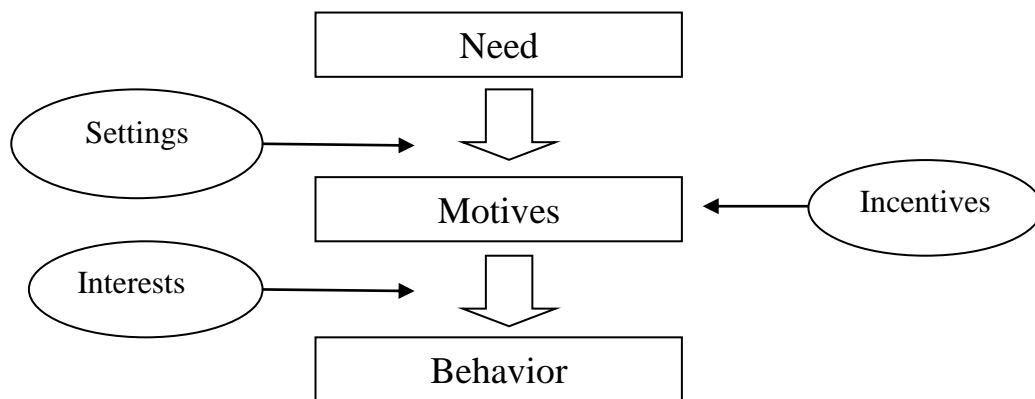 Need
Settings
Motives
Incentives
Interests
Behavior